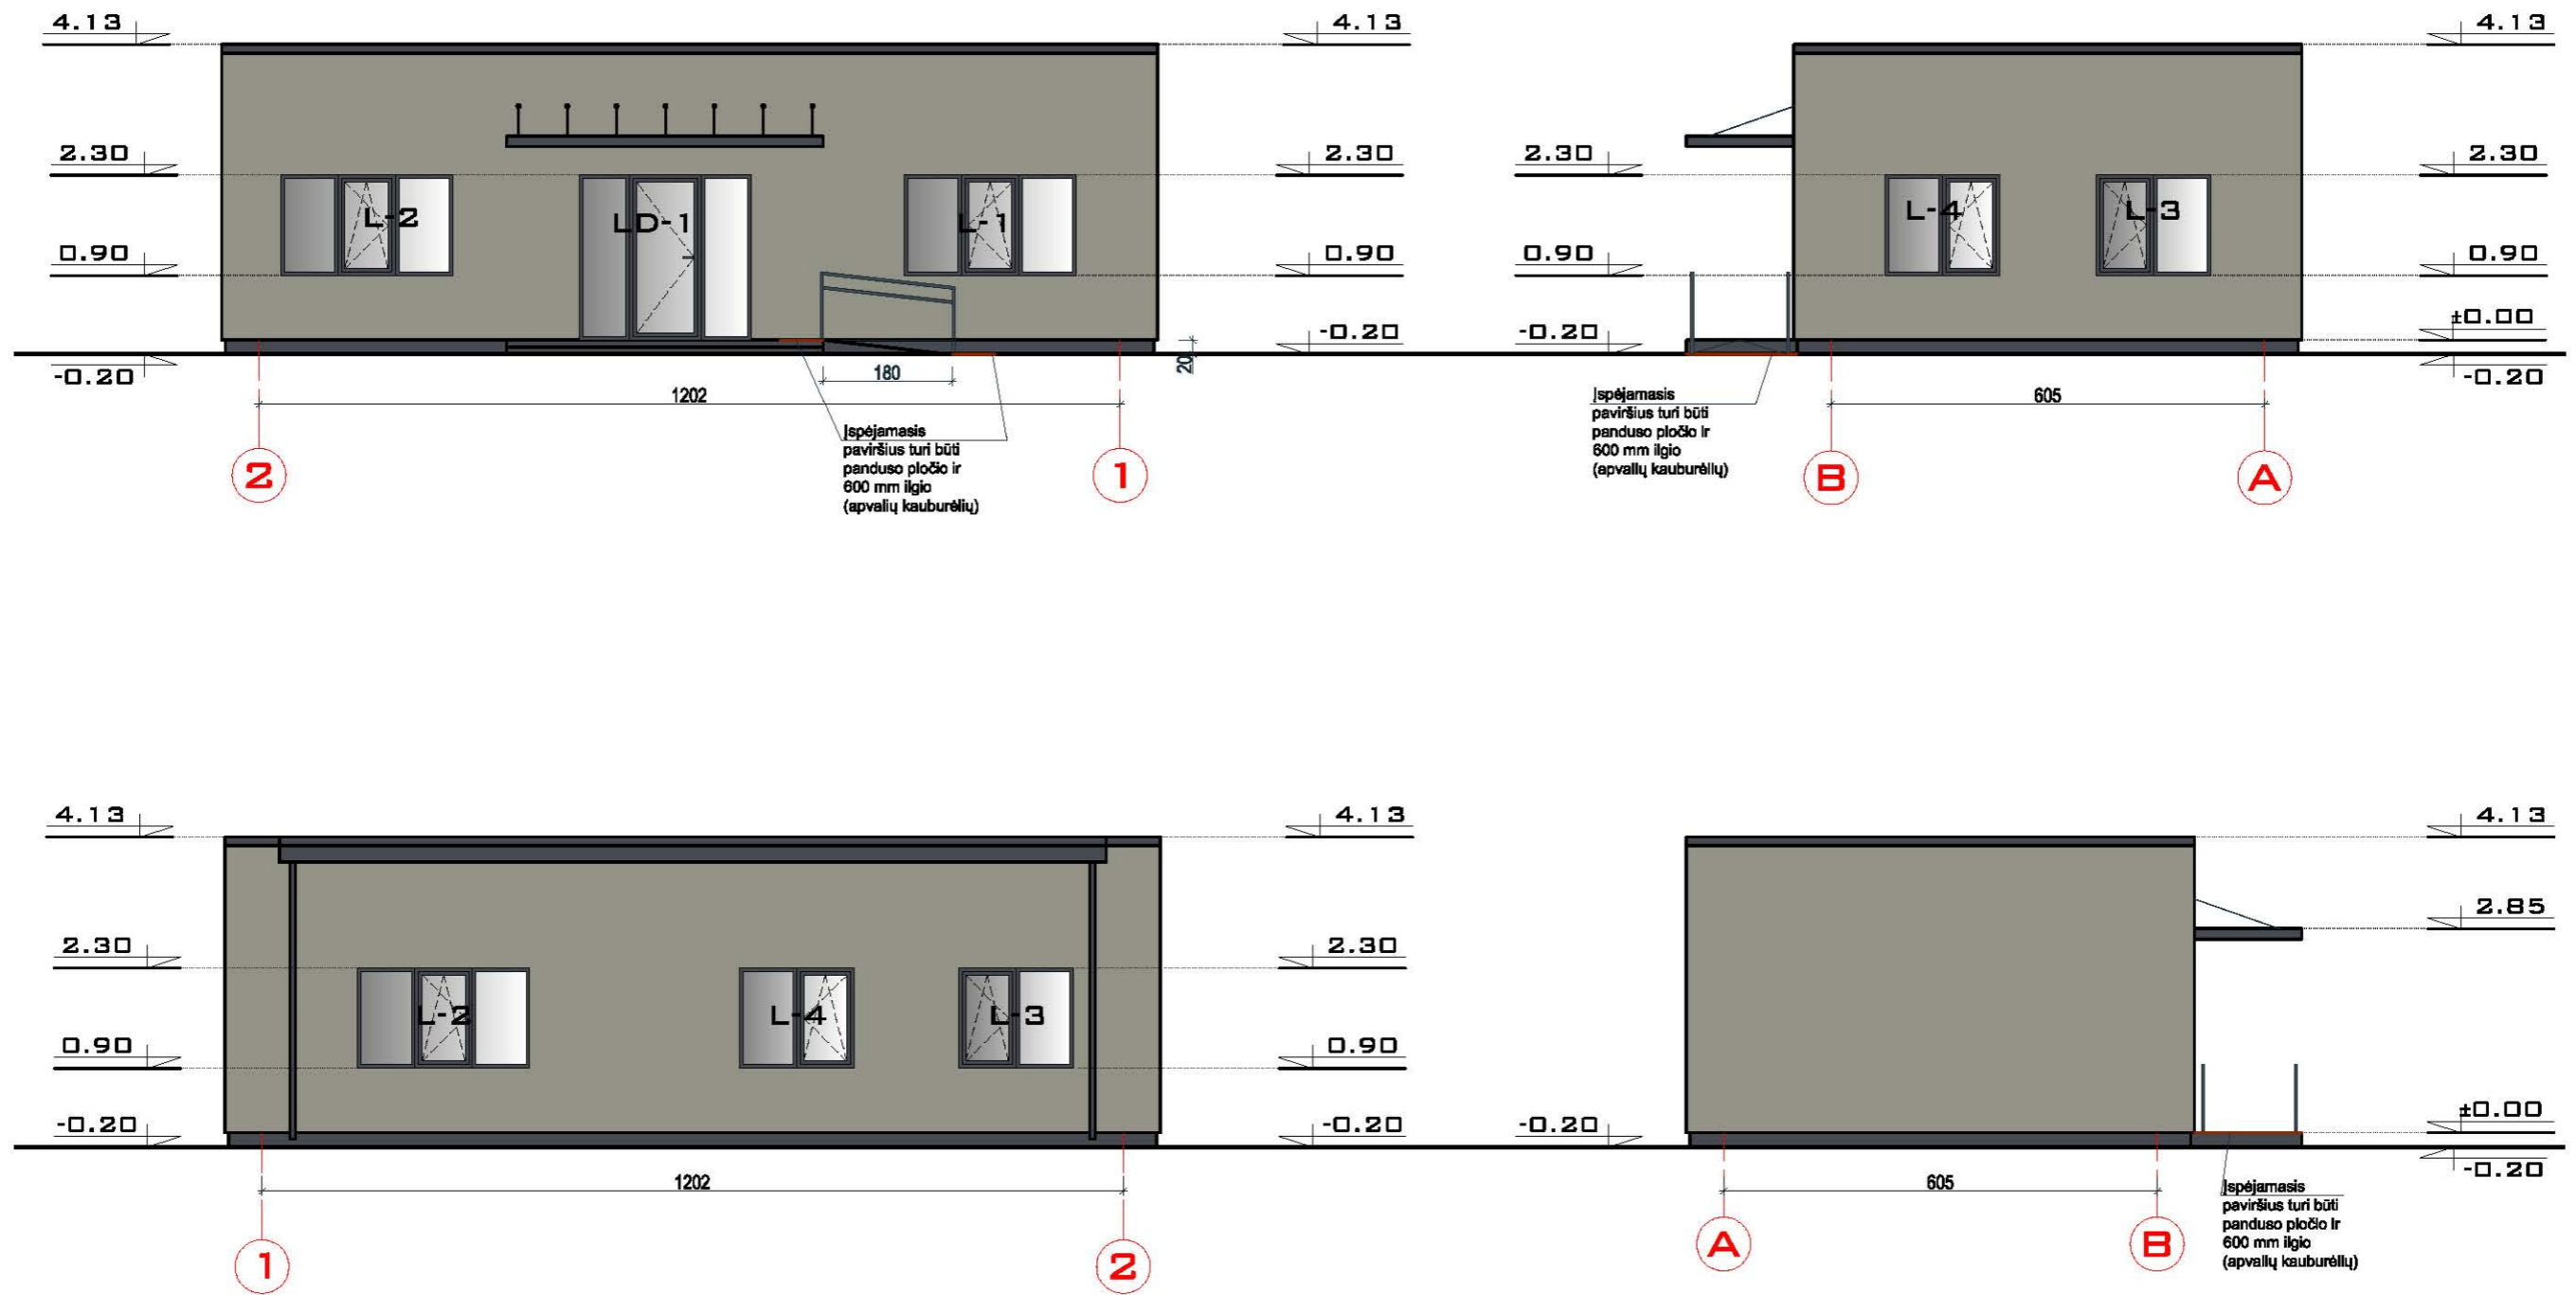 4.13
4.13
4.13
2.30
2.30
2.30
2.30
L-2
LD-1
L-1
L-4
L-3
0.90
0.90
0.90
0.90
±0.00
-0.20
-0.20
-0.20
-0.20
20
180
1202
605
Įspėjamasis
paviršius turi būti
panduso pločio ir
600 mm ilgio
(apvalių kauburėlių)
Įspėjamasis
paviršius turi būti
panduso pločio ir
600 mm ilgio
(apvalių kauburėlių)
2
1
B
A
4.13
4.13
4.13
2.85
2.30
2.30
L-2
L-4
L-3
0.90
0.90
±0.00
-0.20
-0.20
-0.20
-0.20
1202
605
Įspėjamasis
paviršius turi būti
panduso pločio ir
600 mm ilgio
(apvalių kauburėlių)
1
2
A
B